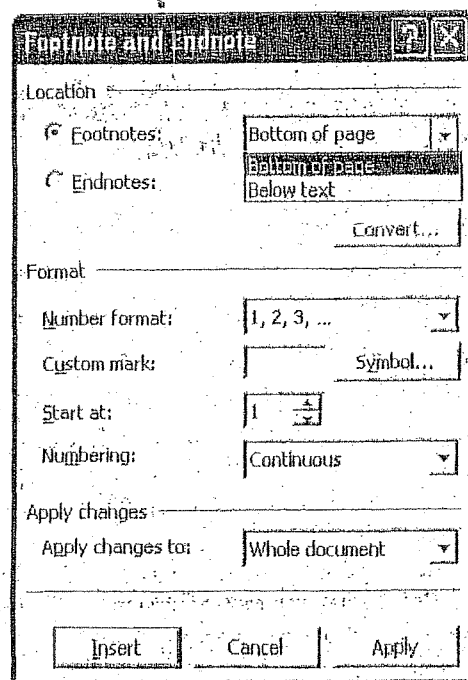 Footnote and Endnote
Location
Footnotes: Bottom of page
Bottom of page
Endnotes:
Below text
Convert...
Format
Number format: 1, 2, 3, ...
Custom mark: Symbol...
Start at: 1
Numbering: Continuous
Apply changes
Apply changes to: Whole document
Insert Cancel Apply